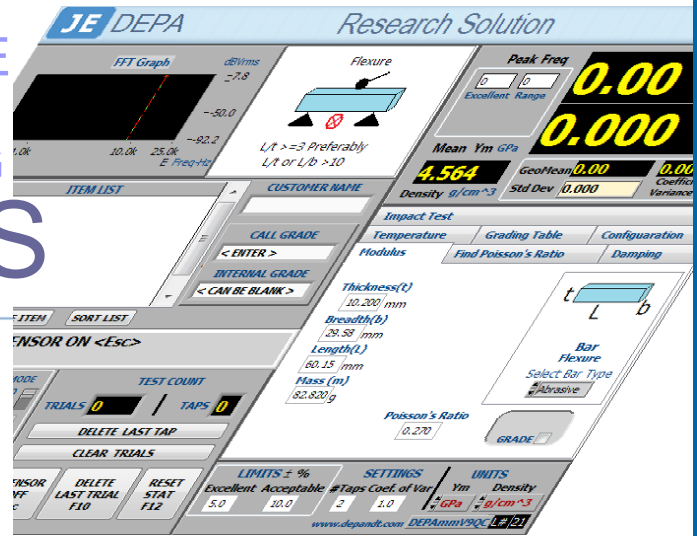 JE DEPA
Research Solution
FFT Graph
dBVrms
-7.8
-50.0
-92.2
10.0k
25.0k
E Freq-Hz
Flexure
L/t >=3 Preferably
L/t or L/b >10
Peak Freq
0
0
Excellent Range
0.00
Mean Ym GPa
0.000
4.564
Density g/cm^3
GeoMean 0.00
Std Dev 0.000
0.00
Variance
ITEM LIST
CUSTOMER NAME
CALL GRADE
< ENTER >
INTERNAL GRADE
< CAN BE BLANK >
SORT LIST
ON <Esc>
Impact Test
Temperature
Grading Table
Configuaration
Modulus
Find Poisson's Ratio
Damping
Thickness(t)
10.200 mm
Breadth(b)
29.58 mm
Length(L)
60.15 mm
Mass (m)
82.820 g
Poisson's Ratio
0.270
t
L
b
Bar
Flexure
Select Bar Type
Abrasive
GRADE
TEST COUNT
TRIALS 0 / TAPS 0
DELETE LAST TAP
CLEAR TRIALS
DELETE
LAST TRIAL
F10
RESET
STAT
F12
LIMITS ± %
Excellent Acceptable
5.0
10.0
SETTINGS
#Taps Coef. of Var
2
1.0
UNITS
Ym
Density
GPa
g/cm^3
www.depandt.com DEPAmmV9QC L# 21